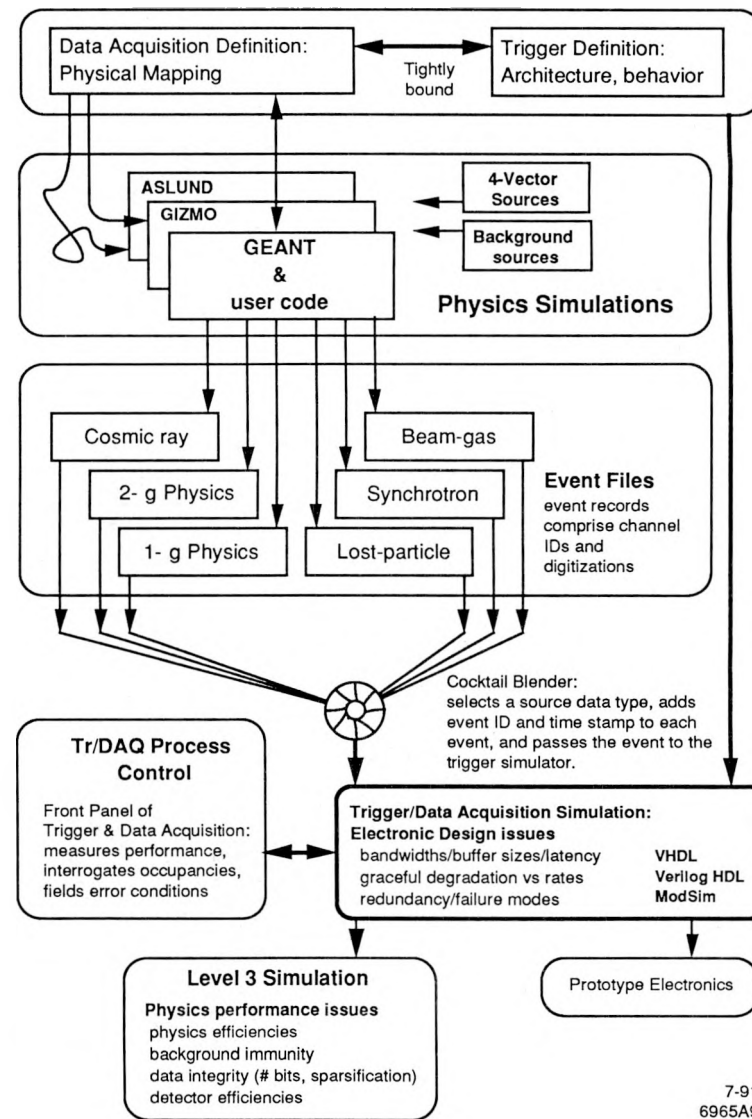 Data Acquisition Definition:
Physical Mapping
Tightly
bound
Trigger Definition:
Architecture, behavior
ASLUND
GIZMO
GEANT
&
user code
4-Vector
Sources
Background
sources
Physics Simulations
Cosmic ray
Beam-gas
2- g Physics
Synchrotron
1- g Physics
Lost-particle
Event Files
event records
comprise channel
IDs and
digitizations
Cocktail Blender:
selects a source data type, adds
event ID and time stamp to each
event, and passes the event to the
trigger simulator.
Tr/DAQ Process
Control
Front Panel of
Trigger & Data Acquisition:
measures performance,
interrogates occupancies,
fields error conditions
Trigger/Data Acquisition Simulation:
Electronic Design issues
bandwidths/buffer sizes/latency VHDL
graceful degradation vs rates Verilog HDL
redundancy/failure modes ModSim
Level 3 Simulation
Physics performance issues
physics efficiencies
background immunity
data integrity (# bits, sparsification)
detector efficiencies
Prototype Electronics